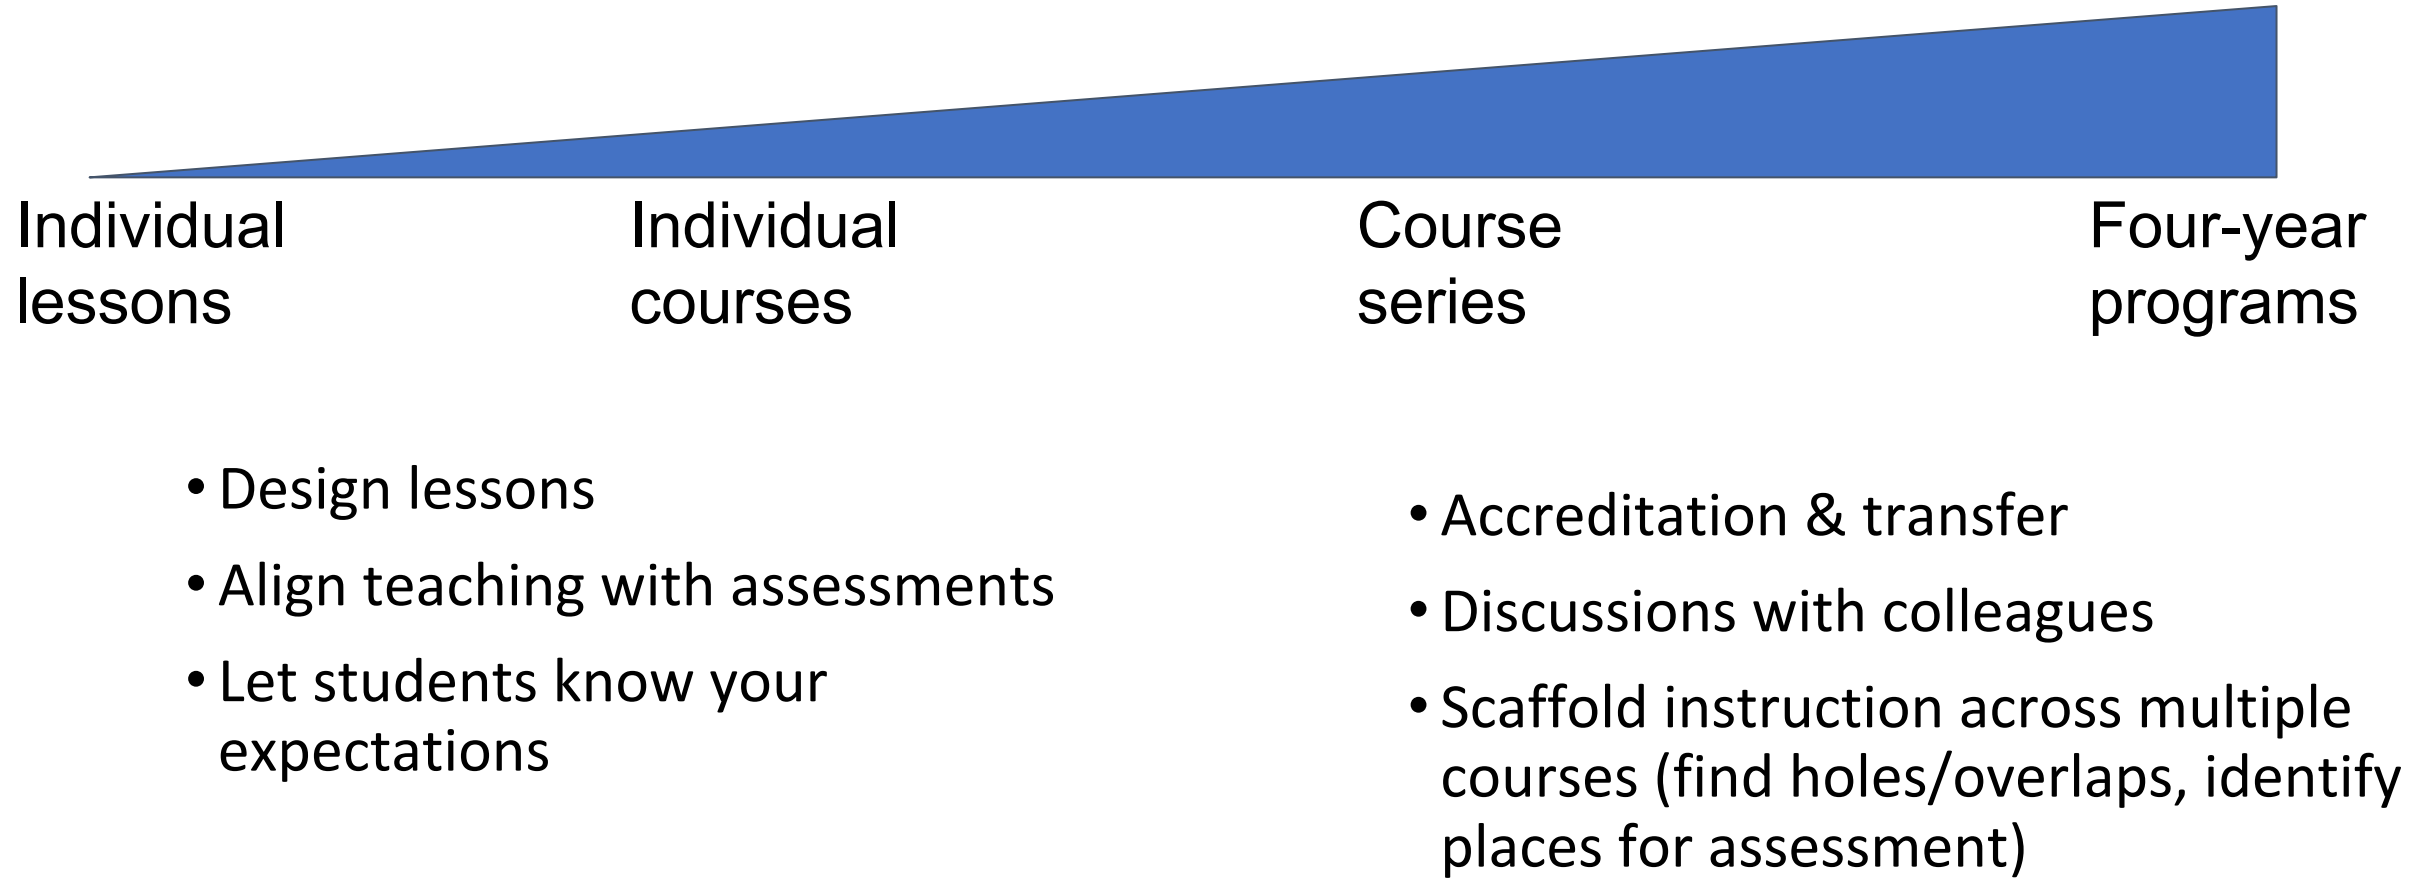 Individual
lessons
Individual
courses
Course
series
Four-year
programs
• Design lessons
• Align teaching with assessments
• Let students know your
expectations
• Accreditation & transfer
• Discussions with colleagues
• Scaffold instruction across multiple
courses (find holes/overlaps, identify
places for assessment)